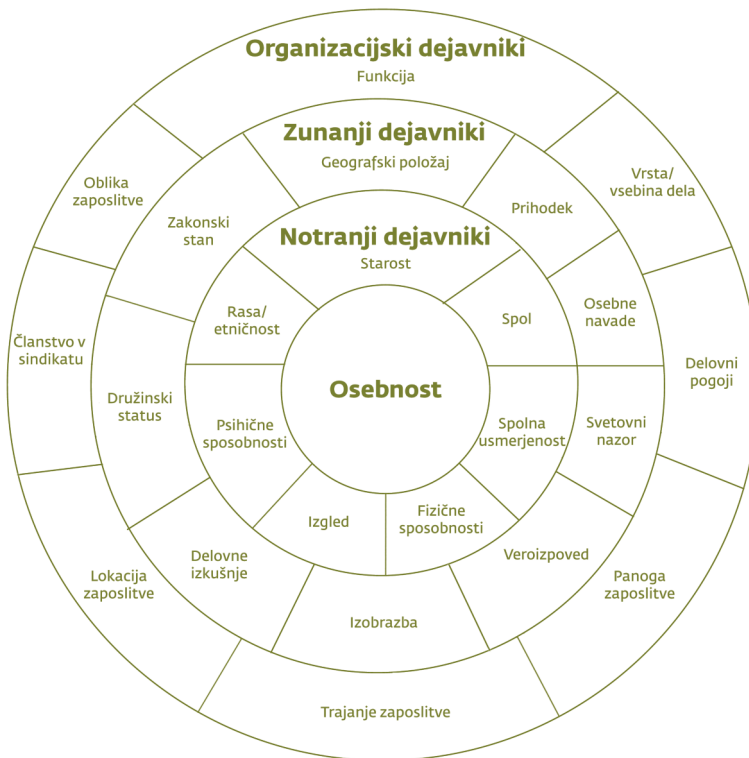 Organizacijski dejavniki
Funkcija
Zunanji dejavniki
Geografski položaj
Notranji dejavniki
Starost
Osebnost
Oblika
zaposlitve
Vrsta/
vsebina dela
Zakonski
stan
Prihodek
Rasa/
etničnost
Spol
Osebne
navade
Članstvo v
sindikatu
Delovni
pogoji
Družinski
status
Psihične
sposobnosti
Spolna
usmerjenost
Svetovni
nazor
Izgled
Fizične
sposobnosti
Delovne
izkušnje
Veroizpoved
Lokacija
zaposlitve
Panoga
zaposlitve
Izobrazba
Trajanje zaposlitve